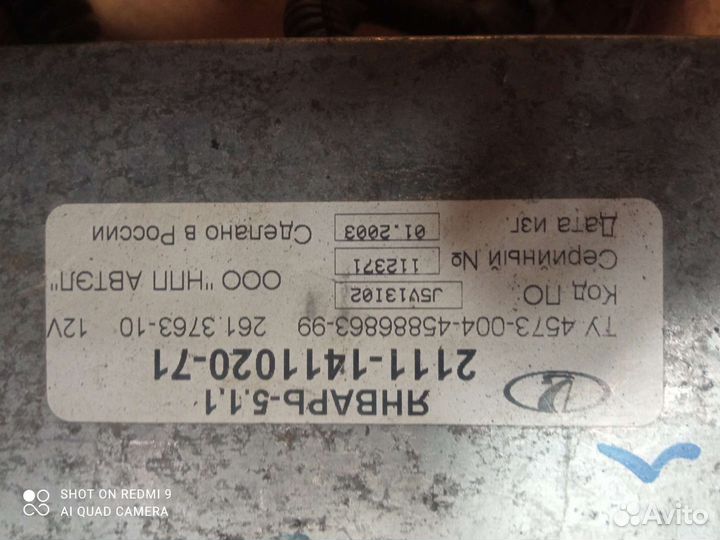 ЯНВАРЬ-5.1.1
2111-1411020-71
ТУ 4573-004-45886863-99 261.3763-10 12V
Код ПО J5V13I02 ООО "НПП АВТЭЛ"
Серийный № 112371
Дата изг. 01.2003 Сделано в России
SHOT ON REDMI 9
AI QUAD CAMERA
Avito